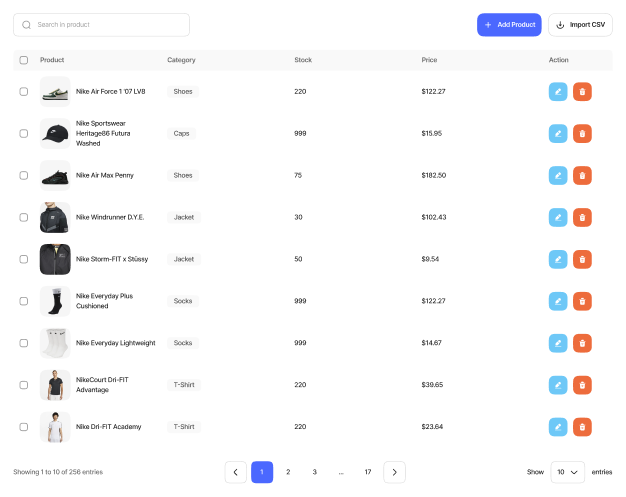 Search in product
Add Product
Import CSV
Product Category Stock Price Action
Nike Air Force 1 '07 LV8 Shoes 220 $122.27
Nike Sportswear
Heritage86 Futura
Washed
Caps 999 $15.95
Nike Air Max Penny Shoes 75 $182.50
Nike Windrunner D.Y.E. Jacket 30 $102.43
Nike Storm-FIT x Stüssy Jacket 50 $9.54
Nike Everyday Plus
Cushioned
Socks 999 $122.27
Nike Everyday Lightweight Socks 999 $14.67
NikeCourt Dri-FIT
Advantage
T-Shirt 220 $39.65
Nike Dri-FIT Academy T-Shirt 220 $23.64
Showing 1 to 10 of 256 entries
1 2 3 ... 17
Show 10 entries